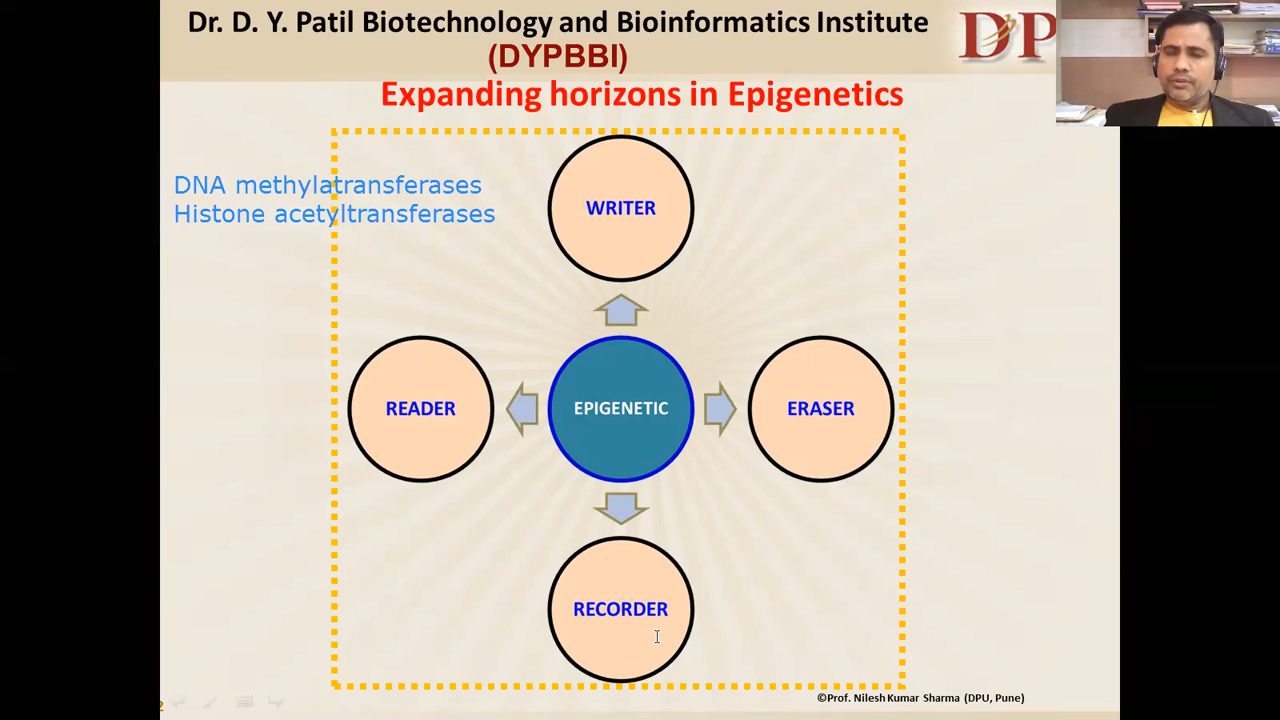 Dr. D. Y. Patil Biotechnology and Bioinformatics Institute
(DYPBBI)
DP
Expanding horizons in Epigenetics
DNA methylatransferases
Histone acetyltransferases
WRITER
READER
EPIGENETIC
ERASER
RECORDER
©Prof. Nilesh Kumar Sharma (DPU, Pune)
2